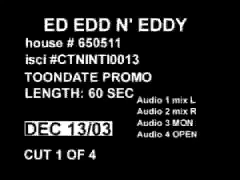 ED EDD N' EDDY
house # 650511
isci #CTNINTI0013
TOONDATE PROMO
LENGTH: 60 SEC
Audio 1 mix L
Audio 2 mix R
Audio 3 MON
Audio 4 OPEN
DEC 13/03
CUT 1 OF 4